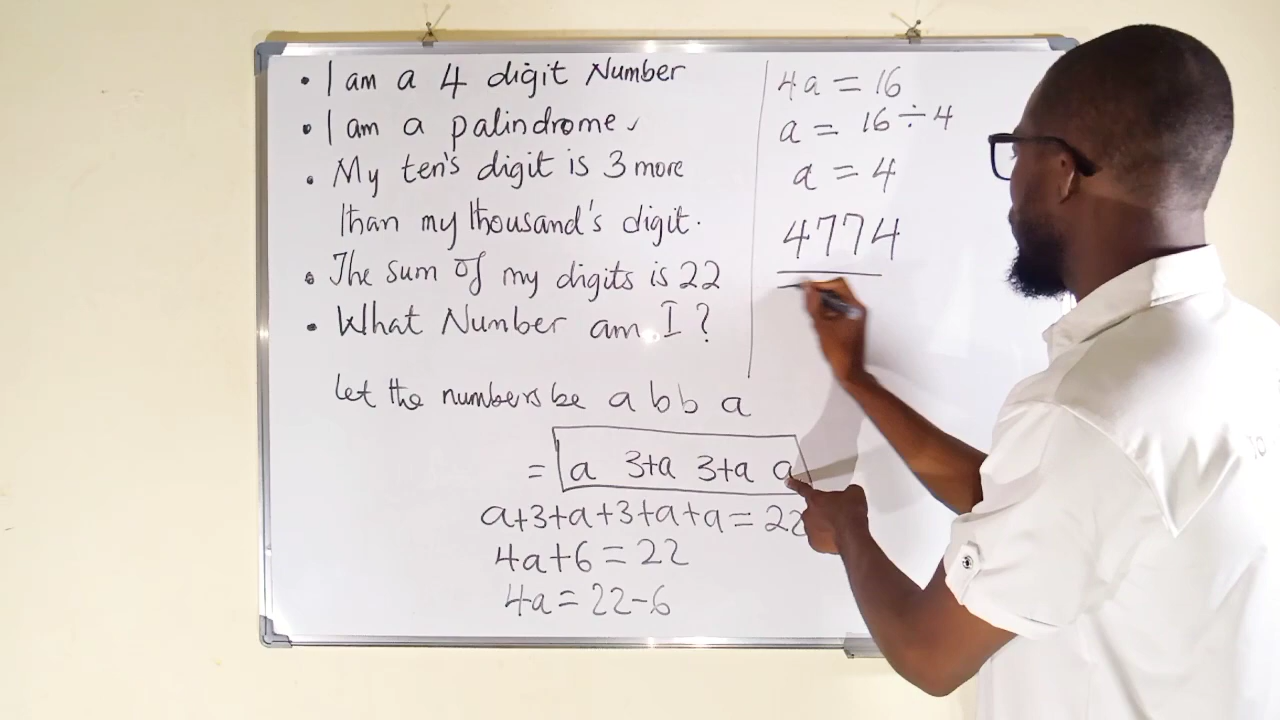 • I am a 4 digit Number
• I am a palindrome ✓
• My ten's digit is 3 more
than my thousand's digit.
• The sum of my digits is 22
• What Number am I ?
let the numbers be a b b a
= a 3+a 3+a a
a+3+a+3+a+a = 22
4a+6 = 22
4a = 22-6
4a = 16
a = 16÷4
a = 4
4774